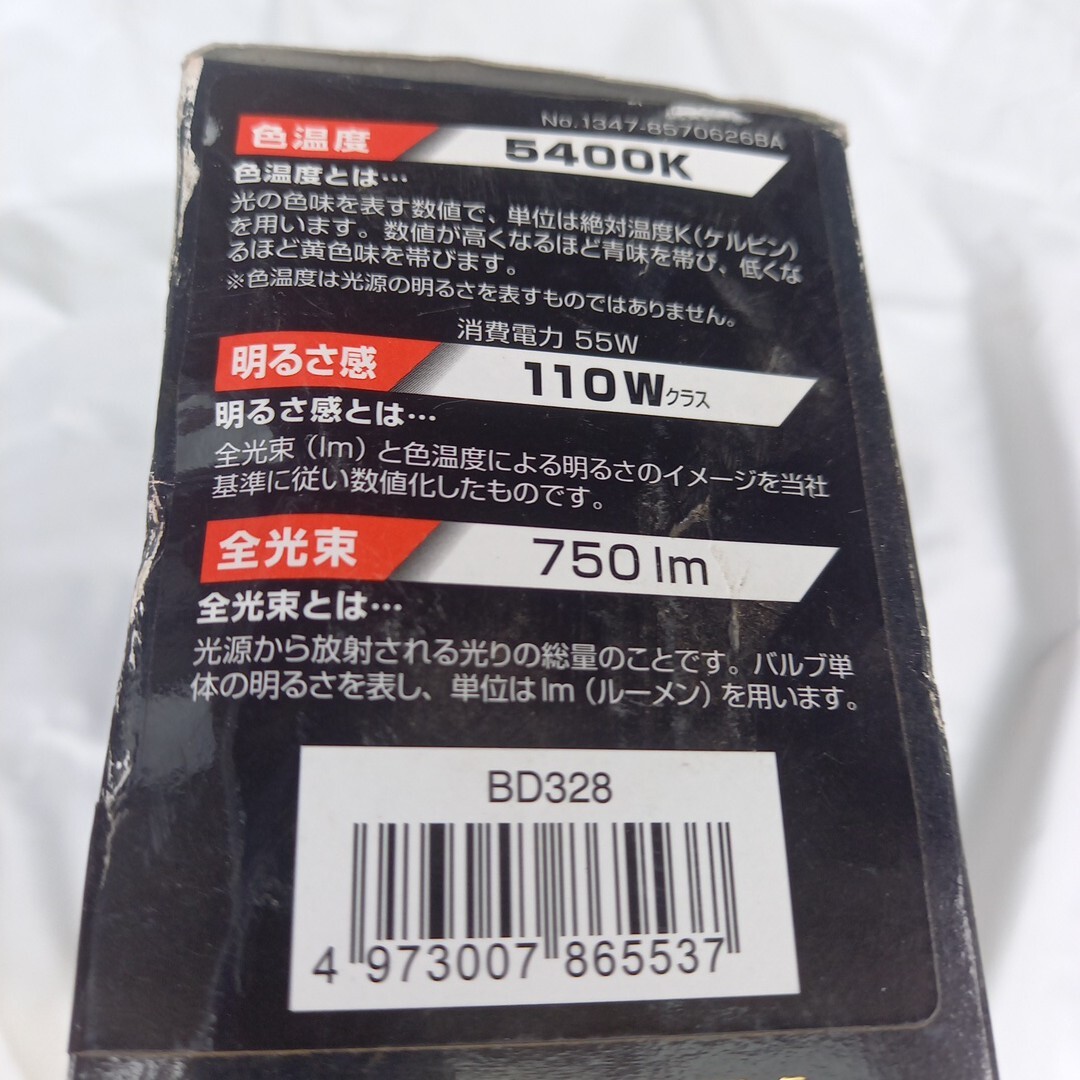 No.1347-8570626BA
色温度 5400K
色温度とは…
光の色味を表す数値で、単位は絶対温度K(ケルビン)
を用います。数値が高くなるほど青味を帯び、低くな
るほど黄色味を帯びます。
※色温度は光源の明るさを表すものではありません。
消費電力 55W
明るさ感 110Wクラス
明るさ感とは…
全光束(lm)と色温度による明るさのイメージを当社
基準に従い数値化したものです。
全光束 750 lm
全光束とは…
光源から放射される光りの総量のことです。バルブ単
体の明るさを表し、単位はlm(ルーメン)を用います。
BD328
4 973007 865537